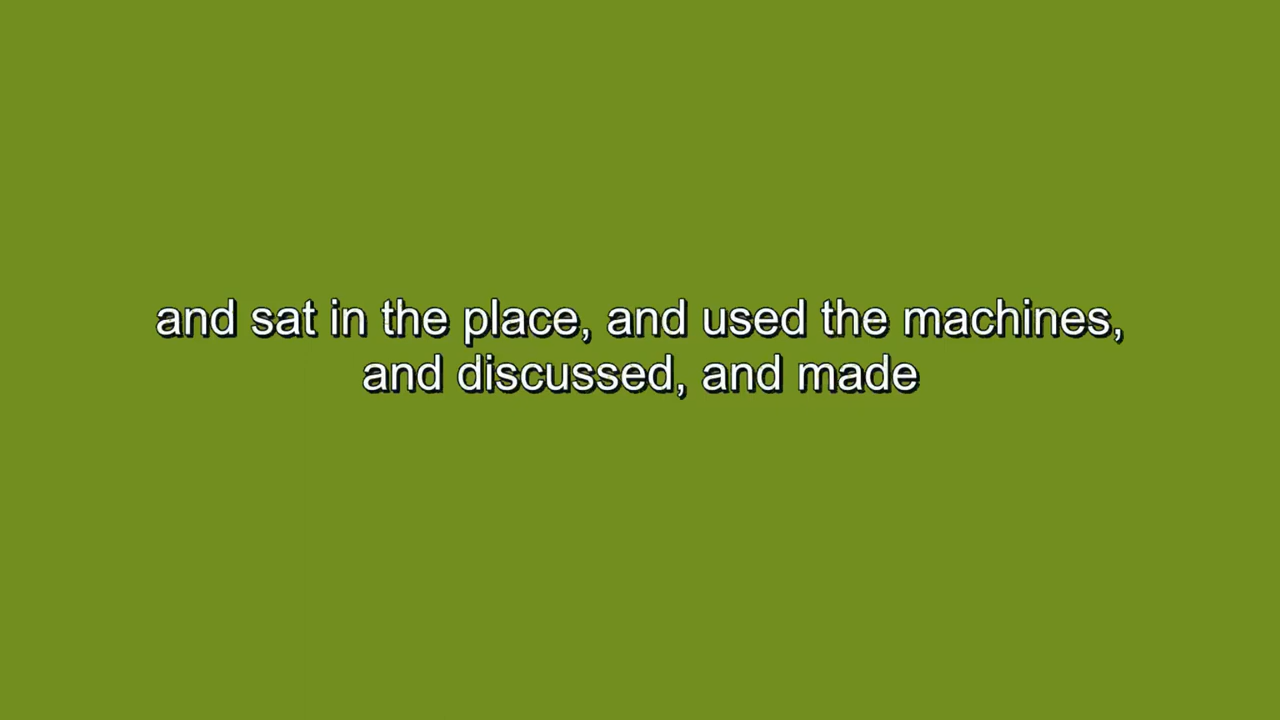 and sat in the place, and used the machines,
and discussed, and made